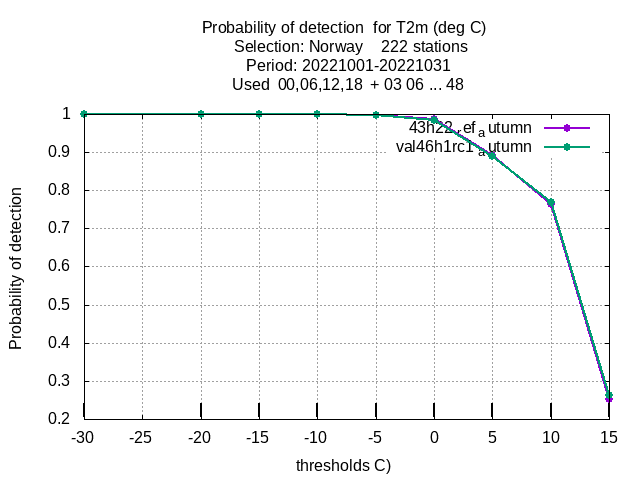 Probability of detection  for T2m (deg C)
Selection: Norway    222 stations
Period: 20221001-20221031
Used  00,06,12,18  + 03 06 ... 48
1
0.9
0.8
0.7
0.6
0.5
0.4
0.3
0.2
Probability of detection
43h22_ref_autumn
val46h1rc1_autumn
-30 -25 -20 -15 -10 -5 0 5 10 15
thresholds C)